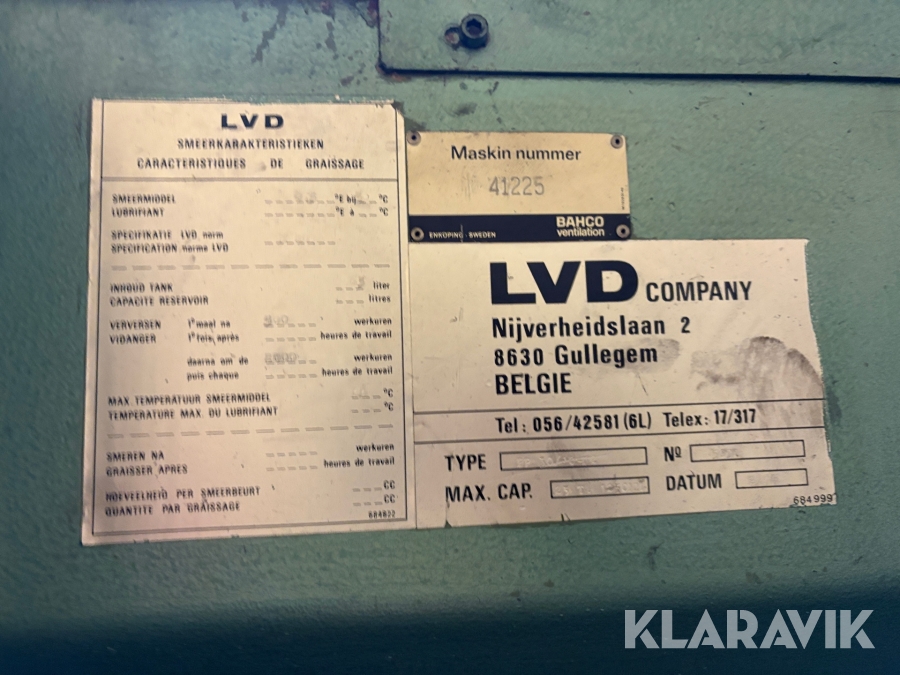 LVD
SMEERKARAKTERISTIEKEN
CARACTERISTIQUES DE GRAISSAGE
SMEERMIDDEL °E bij °C
LUBRIFIANT °E à °C
SPECIFIKATIE LVD norm
SPECIFICATION norme LVD
INHOUD TANK liter
CAPACITE RESERVOIR litres
VERVERSEN 1e maal na werkuren
VIDANGER 1e fois après heures de travail
daarna om de werkuren
puis chaque heures de travail
MAX. TEMPERATUUR SMEERMIDDEL °C
TEMPERATURE MAX. DU LUBRIFIANT °C
SMEREN NA werkuren
GRAISSER APRES heures de travail
HOEVEELHEID PER SMEERBEURT CC
QUANTITE PAR GRAISSAGE CC
684822
Maskin nummer
41225
ENKÖPING - SWEDEN
BAHCO
ventilation
LVD COMPANY
Nijverheidslaan 2
8630 Gullegem
BELGIE
Tel: 056/42581 (6L) Telex: 17/317
TYPE Nº
MAX. CAP. DATUM
684999
KLARAVIK